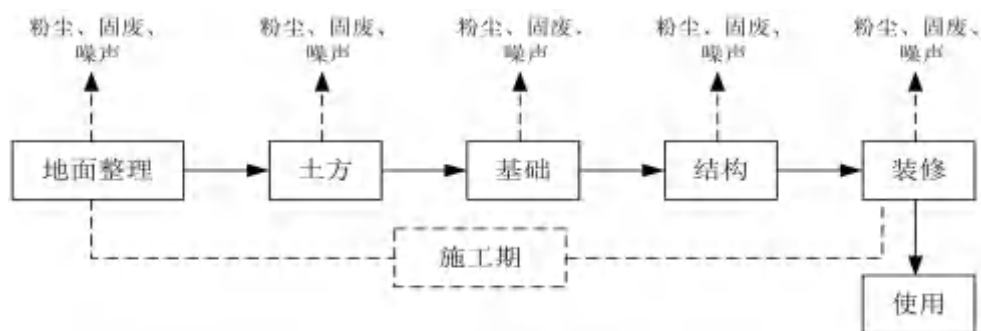 粉尘、固废、
噪声
粉尘、固废、
噪声
粉尘、固废、
噪声
粉尘、固废、
噪声
粉尘、固废、
噪声
地面整理
土方
基础
结构
装修
施工期
使用